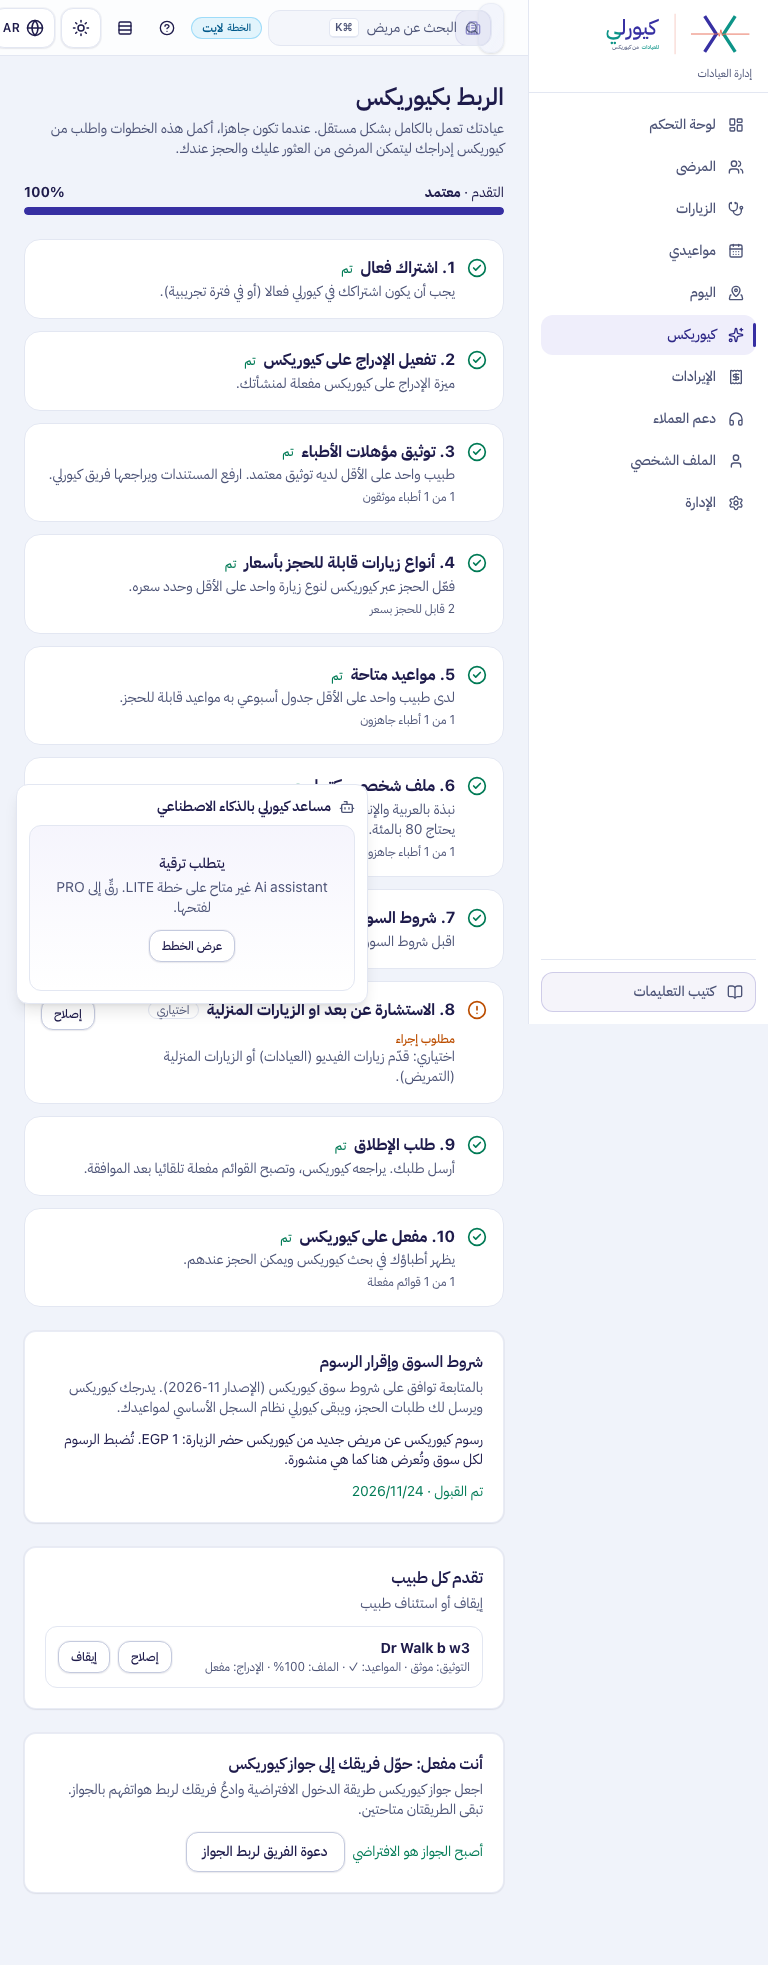 كيورلي
للعيادات من كيوريكس
إدارة العيادات
لوحة التحكم
المرضى
الزيارات
مواعيدي
اليوم
كيوريكس
الإيرادات
دعم العملاء
الملف الشخصي
الإدارة
كتيب التعليمات
البحث عن مريض
⌘K
الخطة لايت
AR
الربط بكيوريكس
عيادتك تعمل بالكامل بشكل مستقل. عندما تكون جاهزا، أكمل هذه الخطوات واطلب من
كيوريكس إدراجك ليتمكن المرضى من العثور عليك والحجز عندك.
التقدم · معتمد
100%
1. اشتراك فعال تم
يجب أن يكون اشتراكك في كيورلي فعالا (أو في فترة تجريبية).
2. تفعيل الإدراج على كيوريكس تم
ميزة الإدراج على كيوريكس مفعلة لمنشأتك.
3. توثيق مؤهلات الأطباء تم
طبيب واحد على الأقل لديه توثيق معتمد. ارفع المستندات ويراجعها فريق كيورلي.
1 من 1 أطباء موثقون
4. أنواع زيارات قابلة للحجز بأسعار تم
فعّل الحجز عبر كيوريكس لنوع زيارة واحد على الأقل وحدد سعره.
2 قابل للحجز بسعر
5. مواعيد متاحة تم
لدى طبيب واحد على الأقل جدول أسبوعي به مواعيد قابلة للحجز.
1 من 1 أطباء جاهزون
6. ملف شخصي
نبذة بالعربية
يحتاج 80 بالمئة.
1 من 1 أطباء جاهزون
7. شروط السوق
اقبل شروط السوق
مساعد كيورلي بالذكاء الاصطناعي
يتطلب ترقية
Ai assistant غير متاح على خطة LITE. رقِّ إلى PRO
لفتحها.
عرض الخطط
8. الاستشارة عن بعد أو الزيارات المنزلية اختياري
إصلاح
مطلوب إجراء
اختياري: قدّم زيارات الفيديو (العيادات) أو الزيارات المنزلية
(التمريض).
9. طلب الإطلاق تم
أرسل طلبك. يراجعه كيوريكس، وتصبح القوائم مفعلة تلقائيا بعد الموافقة.
10. مفعل على كيوريكس تم
يظهر أطباؤك في بحث كيوريكس ويمكن الحجز عندهم.
1 من 1 قوائم مفعلة
شروط السوق وإقرار الرسوم
بالمتابعة توافق على شروط سوق كيوريكس (الإصدار 11-2026). يدرجك كيوريكس
ويرسل لك طلبات الحجز، ويبقى كيورلي نظام السجل الأساسي لمواعيدك.
رسوم كيوريكس عن مريض جديد من كيوريكس حضر الزيارة: EGP 1. تُضبط الرسوم
لكل سوق وتُعرض هنا كما هي منشورة.
تم القبول · 2026/11/24
تقدم كل طبيب
إيقاف أو استئناف طبيب
Dr Walk b w3
التوثيق: موثق · المواعيد: ✓ · الملف: 100% · الإدراج: مفعل
إصلاح
إيقاف
أنت مفعل: حوّل فريقك إلى جواز كيوريكس
اجعل جواز كيوريكس طريقة الدخول الافتراضية وادعُ فريقك لربط هواتفهم بالجواز.
تبقى الطريقتان متاحتين.
أصبح الجواز هو الافتراضي
دعوة الفريق لربط الجواز